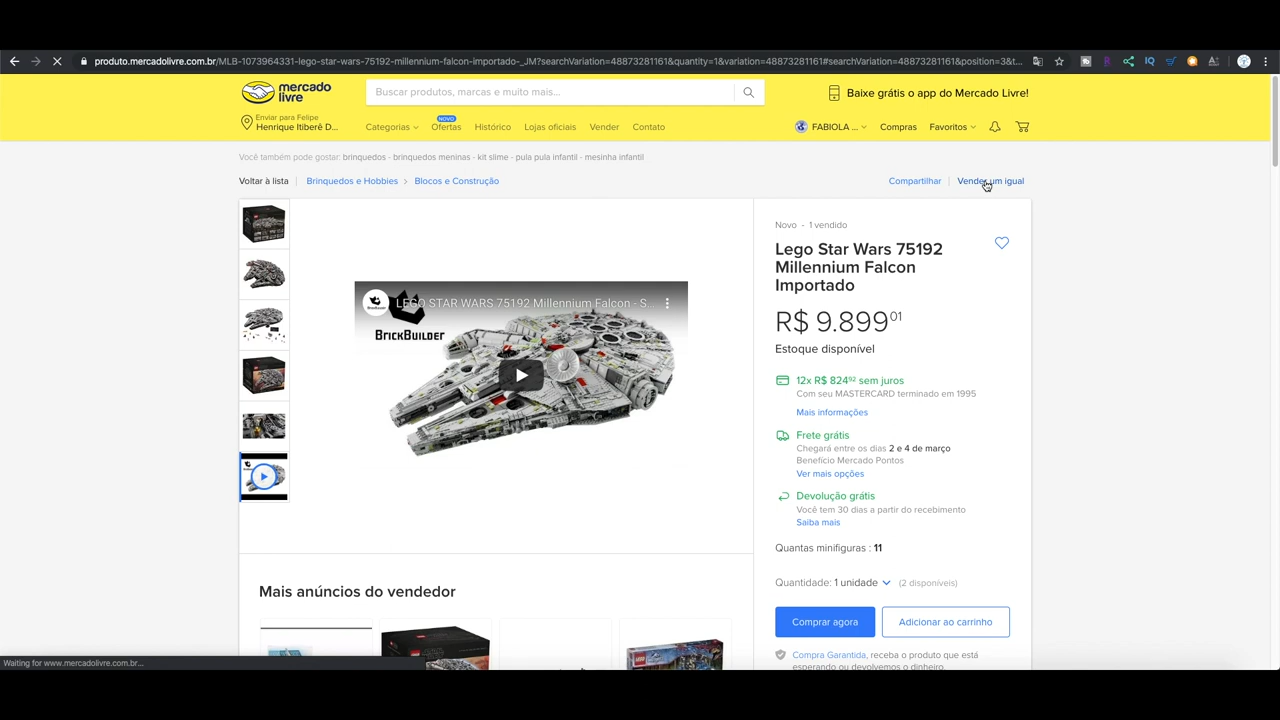 produto.mercadolivre.com.br/MLB-1073964331-lego-star-wars-75192-millennium-falcon-importado-_JM?searchVariation=48873281161&quantity=1&variation=48873281161#searchVariation=48873281161&position=3&t...
mercado
livre
Buscar produtos, marcas e muito mais...
Baixe grátis o app do Mercado Livre!
Enviar para Felipe
Henrique Itiberê D...
Categorias
NOVO
Ofertas
Histórico
Lojas oficiais
Vender
Contato
FABIOLA ...
Compras
Favoritos
Você também pode gostar: brinquedos - brinquedos meninas - kit slime - pula pula infantil - mesinha infantil
Voltar à lista
Brinquedos e Hobbies
Blocos e Construção
Compartilhar
Vender um igual
Novo - 1 vendido
Lego Star Wars 75192
Millennium Falcon
Importado
LEGO STAR WARS 75192 Millennium Falcon - S...
BRICKBUILDER
R$ 9.899 01
Estoque disponível
12x R$ 824 92 sem juros
Com seu MASTERCARD terminado em 1995
Mais informações
Frete grátis
Chegará entre os dias 2 e 4 de março
Benefício Mercado Pontos
Ver mais opções
Devolução grátis
Você tem 30 dias a partir do recebimento
Saiba mais
Quantas minifiguras : 11
Quantidade: 1 unidade (2 disponíveis)
Mais anúncios do vendedor
Comprar agora
Adicionar ao carrinho
Compra Garantida, receba o produto que está
esperando ou devolvemos o dinheiro.
Waiting for www.mercadolivre.com.br...